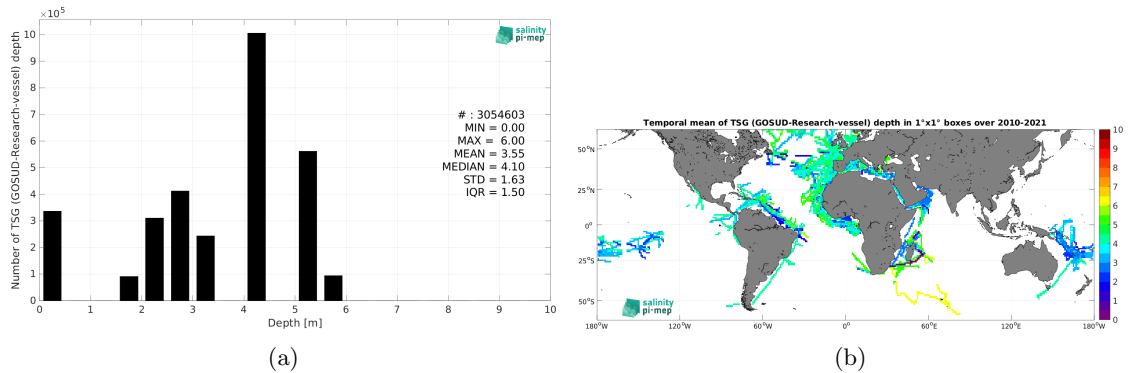 ×10⁵
10
9
8
7
6
5
4
3
2
1
0
Number of TSG (GOSUD-Research-vessel) depth
0 1 2 3 4 5 6 7 8 9 10
Depth [m]
salinity
pi-mep
# : 3054603
MIN = 0.00
MAX = 6.00
MEAN = 3.55
MEDIAN = 4.10
STD = 1.63
IQR = 1.50
(a)
Temporal mean of TSG (GOSUD-Research-vessel) depth in 1°x1° boxes over 2010-2021
50°N
25°N
0°
25°S
50°S
180°W 120°W 60°W 0° 60°E 120°E 180°E
salinity
pi-mep
10
9
8
7
6
5
4
3
2
1
0
(b)